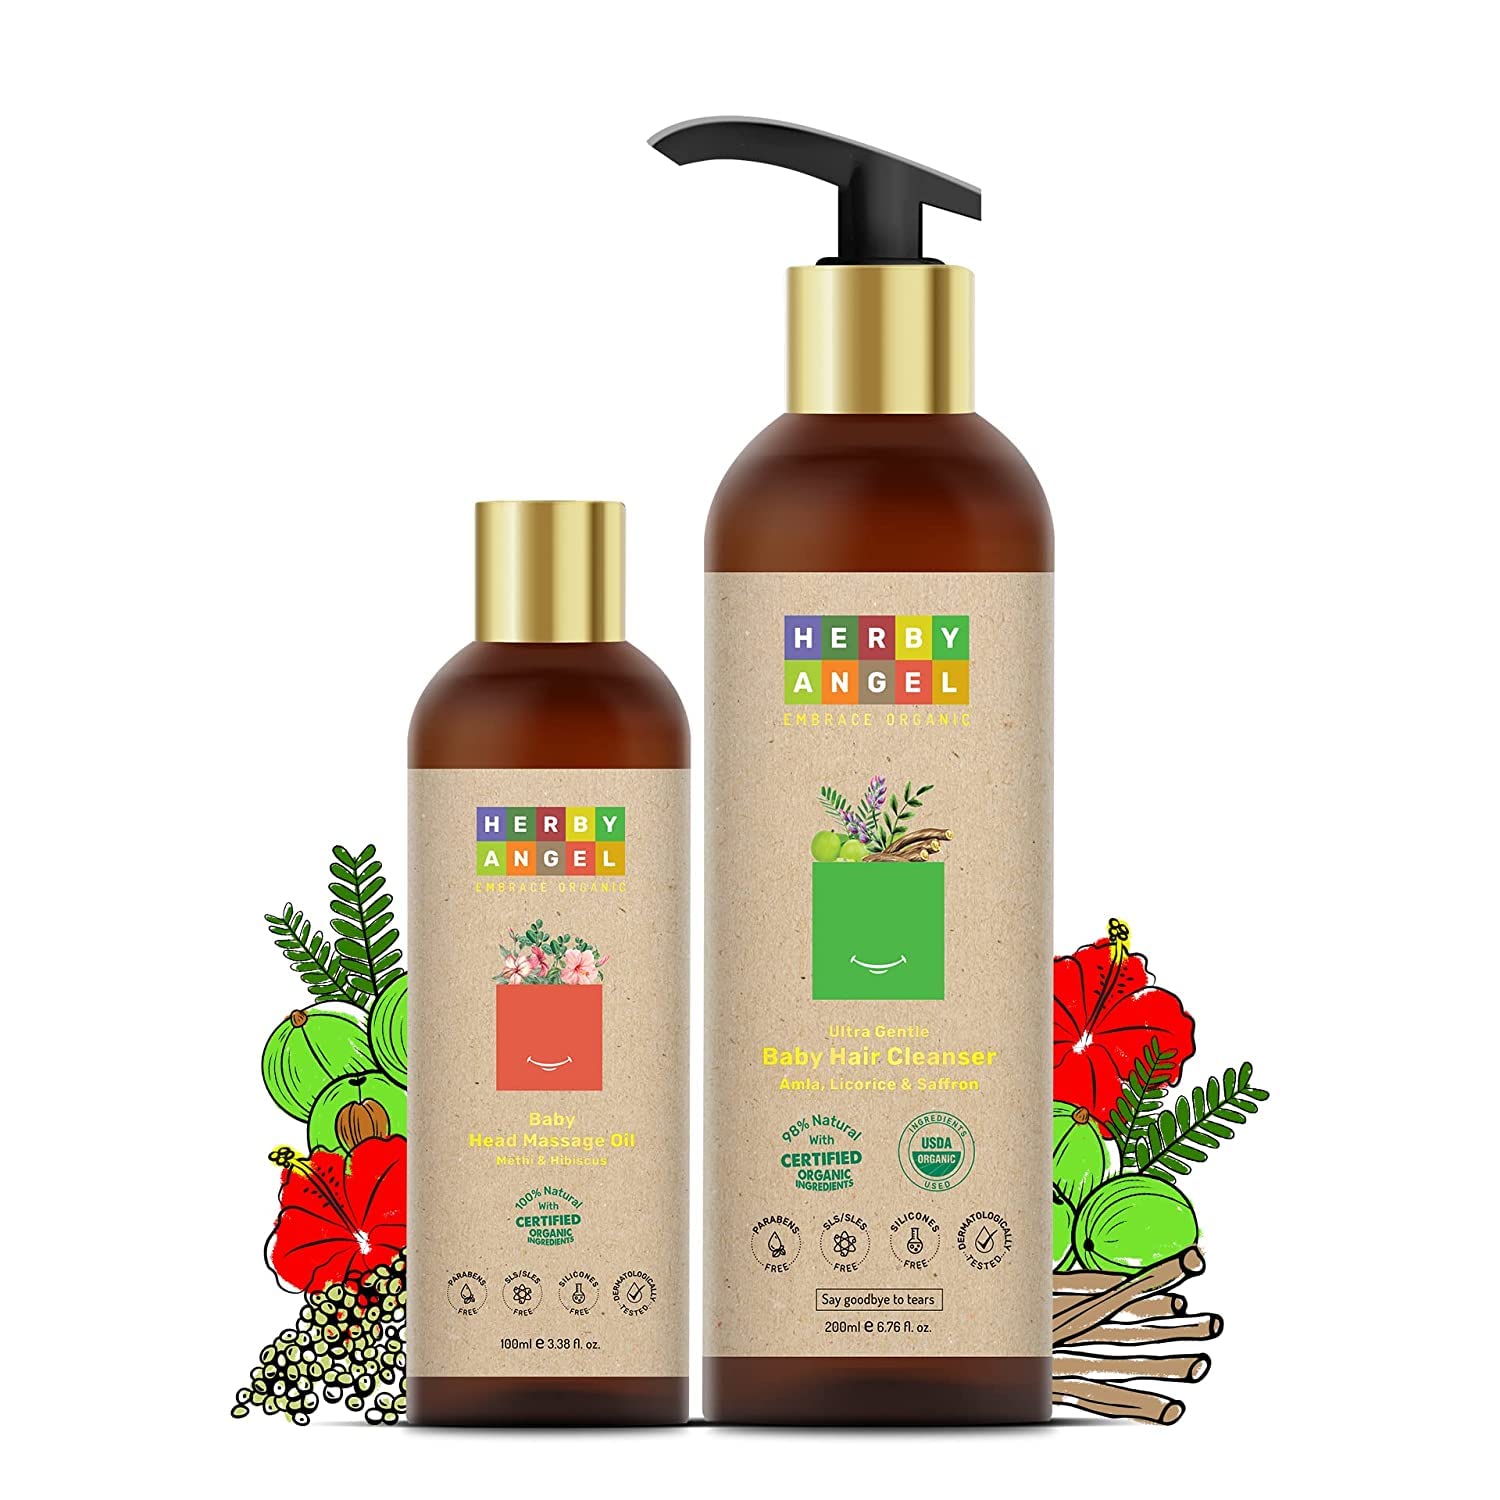 HERBY
ANGEL
EMBRACE ORGANIC
Baby
Head Massage Oil
Methi & Hibiscus
100% Natural
With
CERTIFIED
ORGANIC
INGREDIENTS
PARABENS
FREE
SLS/SLES
FREE
SILICONES
FREE
DERMATOLOGICALLY
TESTED
100ml e 3.38 fl. oz.
HERBY
ANGEL
EMBRACE ORGANIC
Ultra Gentle
Baby Hair Cleanser
Amla, Licorice & Saffron
98% Natural
With
CERTIFIED
ORGANIC
INGREDIENTS
INGREDIENTS
USDA
ORGANIC
USED
PARABENS
FREE
SLS/SLES
FREE
SILICONES
FREE
DERMATOLOGICALLY
TESTED
Say goodbye to tears
200ml e 6.76 fl. oz.